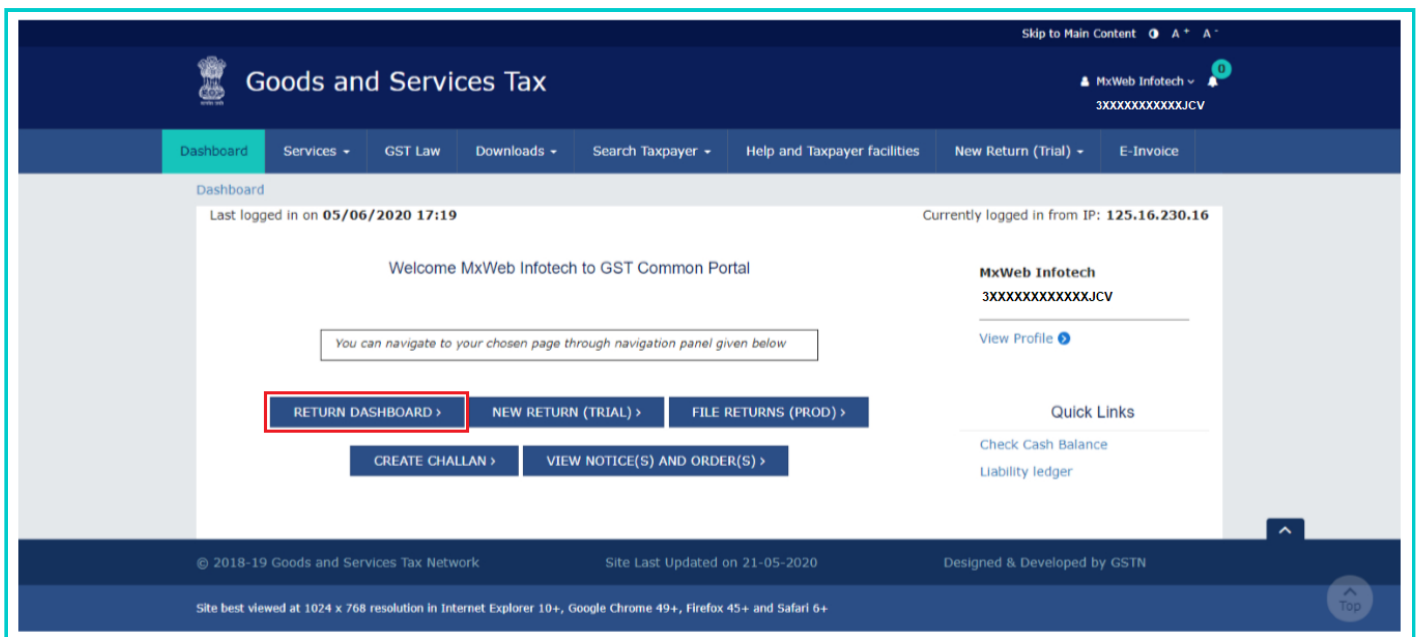 Skip to Main Content A+ A-
Goods and Services Tax
MxWeb Infotech 0
3XXXXXXXXXXXJCV
Dashboard Services GST Law Downloads Search Taxpayer Help and Taxpayer facilities New Return (Trial) E-Invoice
Dashboard
Last logged in on 05/06/2020 17:19 Currently logged in from IP: 125.16.230.16
Welcome MxWeb Infotech to GST Common Portal
MxWeb Infotech
3XXXXXXXXXXXXJCV
You can navigate to your chosen page through navigation panel given below
View Profile
RETURN DASHBOARD > NEW RETURN (TRIAL) > FILE RETURNS (PROD) >
Quick Links
CREATE CHALLAN > VIEW NOTICE(S) AND ORDER(S) >
Check Cash Balance
Liability ledger
© 2018-19 Goods and Services Tax Network Site Last Updated on 21-05-2020 Designed & Developed by GSTN
Site best viewed at 1024 x 768 resolution in Internet Explorer 10+, Google Chrome 49+, Firefox 45+ and Safari 6+
Top